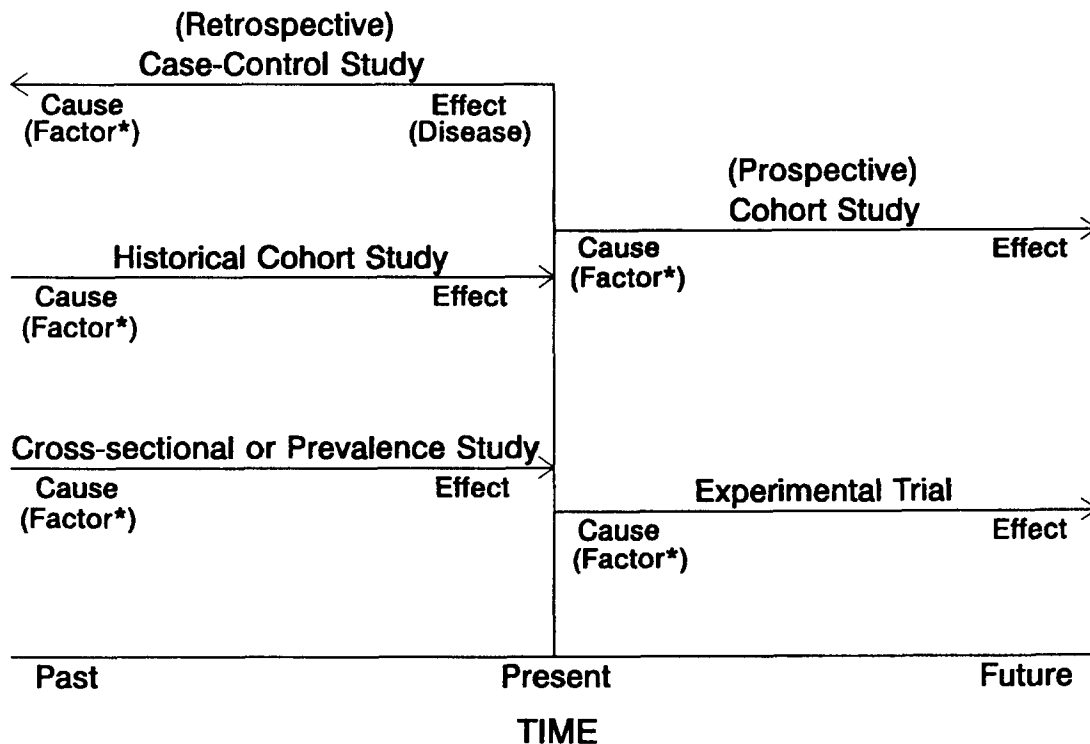 (Retrospective)
Case-Control Study
Cause
(Factor*)
Effect
(Disease)
(Prospective)
Cohort Study
Cause
(Factor*)
Effect
Historical Cohort Study
Cause
(Factor*)
Effect
Cross-sectional or Prevalence Study
Cause
(Factor*)
Effect
Experimental Trial
Cause
(Factor*)
Effect
Past
Present
Future
TIME